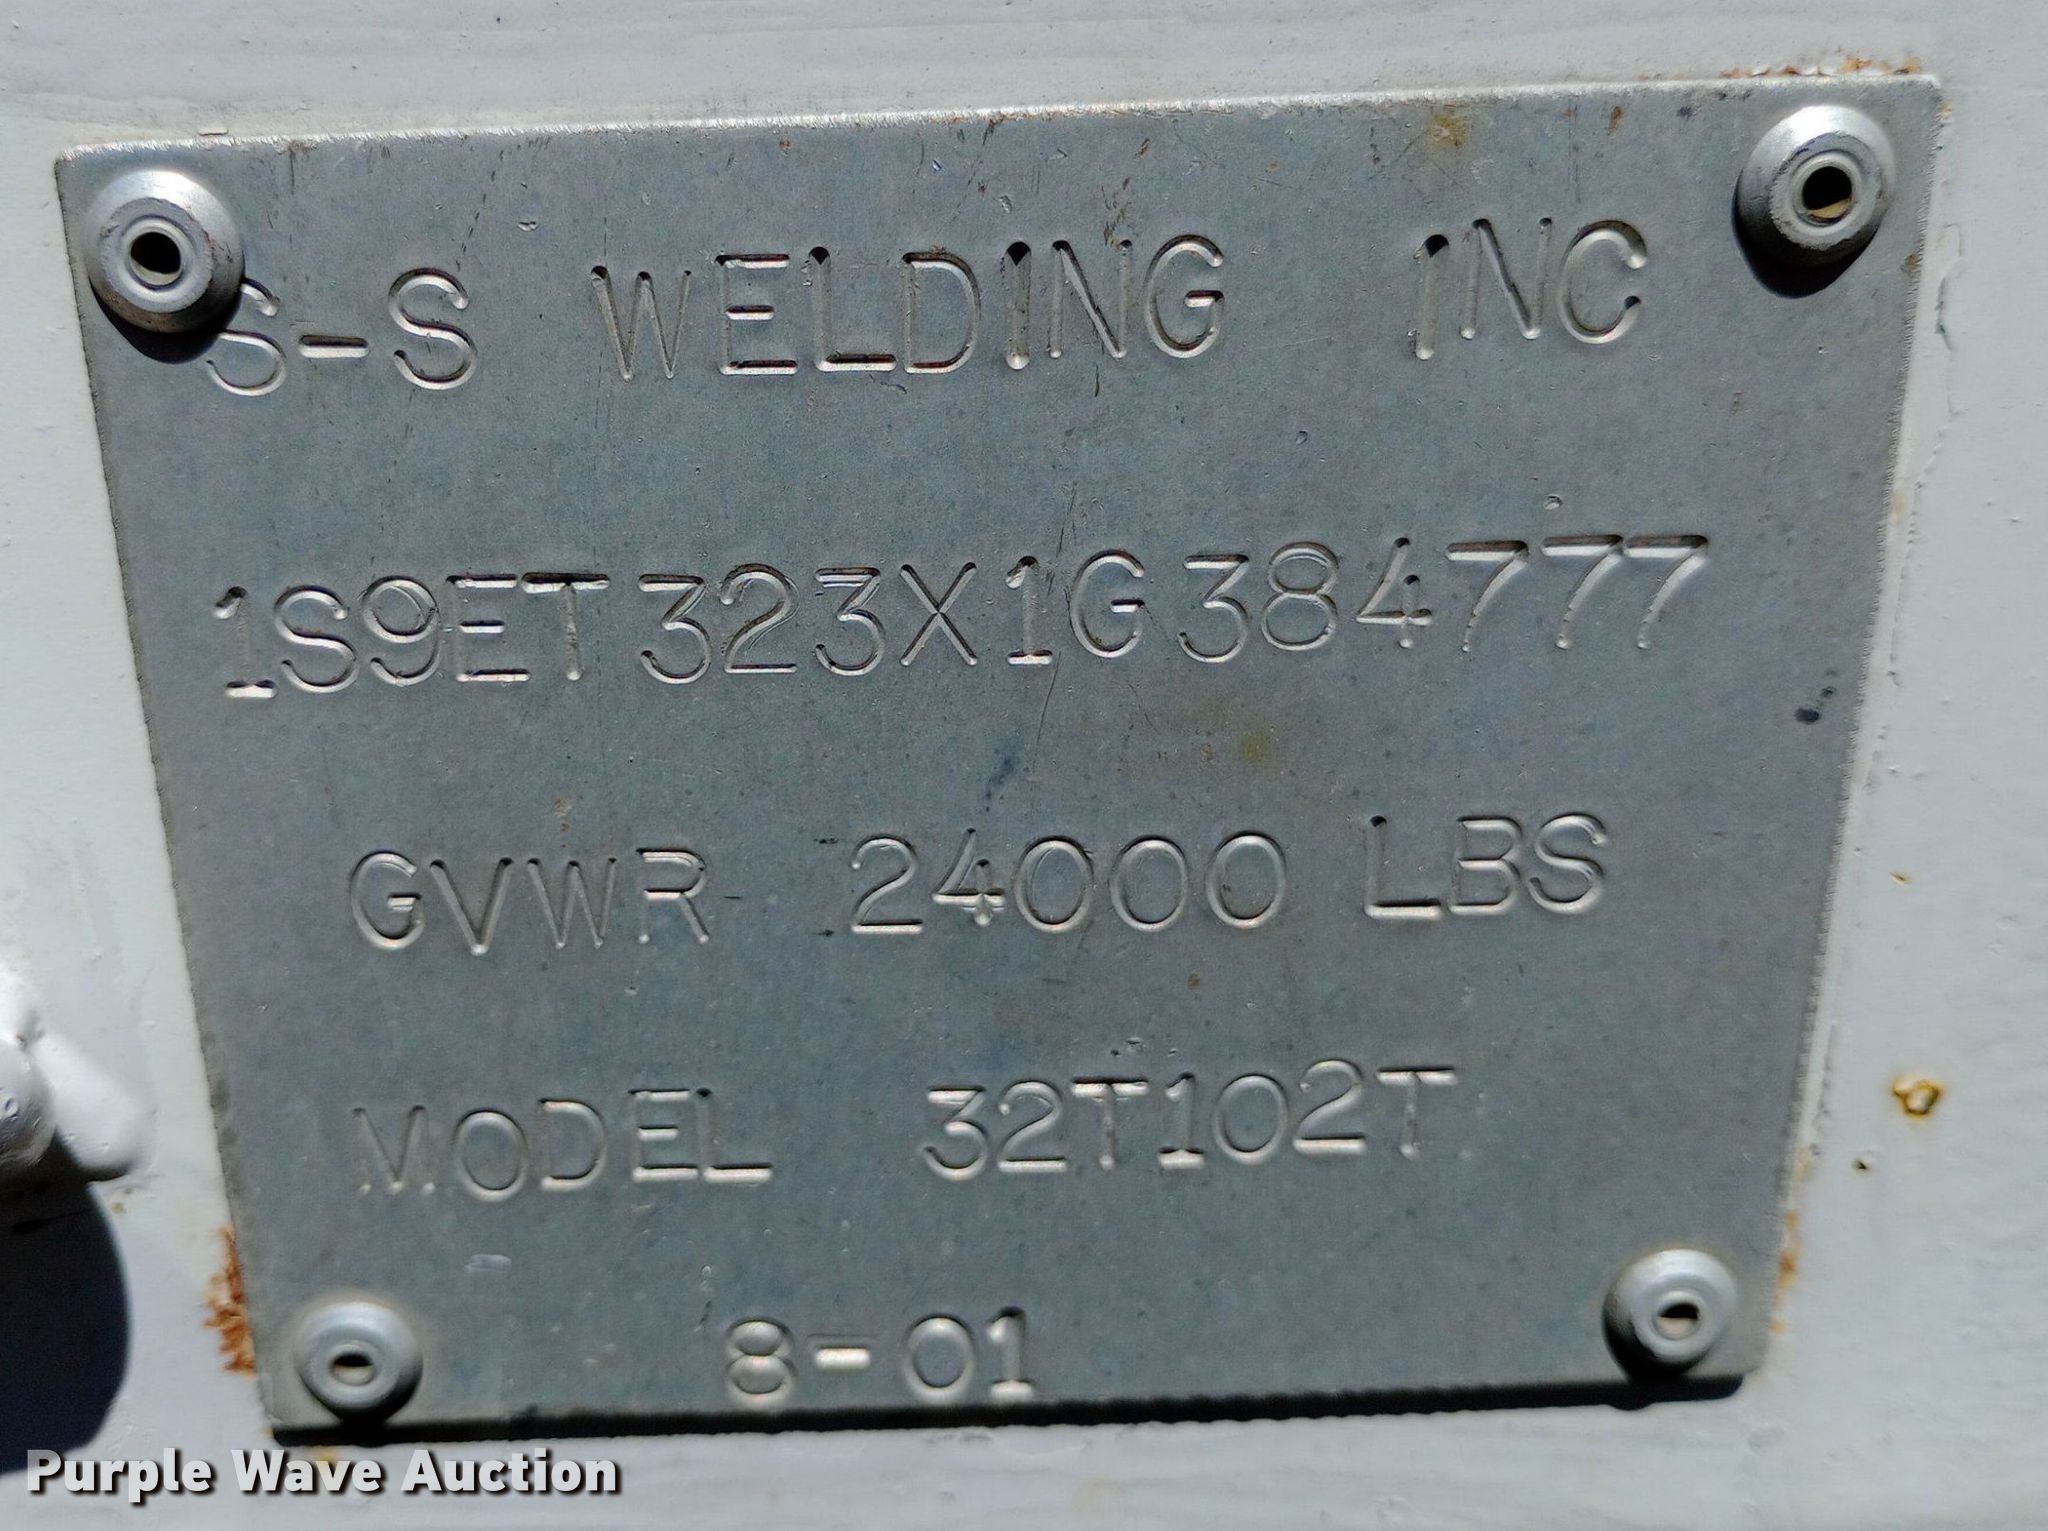 S-S WELDING INC
1S9ET323X1G384777
GVWR 24000 LBS
MODEL 32T102T
8-01
Purple Wave Auction